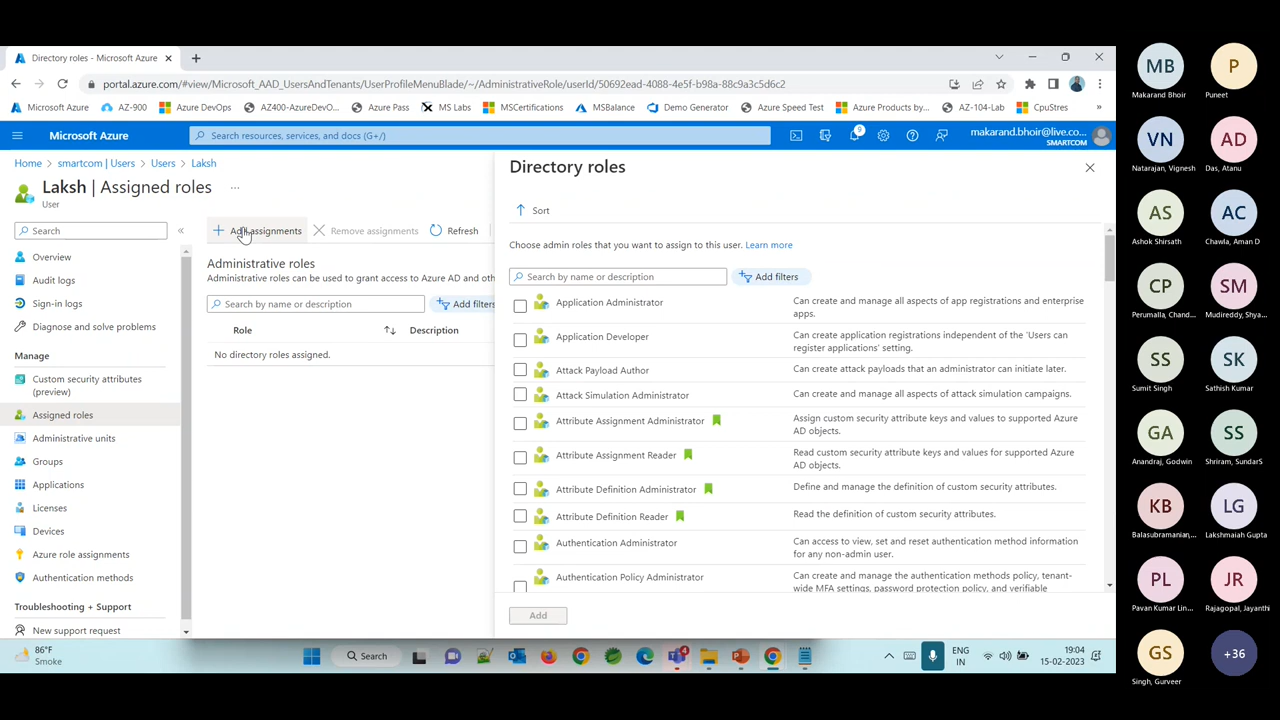 Directory roles - Microsoft Azure
portal.azure.com/#view/Microsoft_AAD_UsersAndTenants/UserProfileMenuBlade/~/AdministrativeRole/userId/50692ead-4088-4e5f-b98a-88c9a3c5d6c2
Microsoft Azure AZ-900 Azure DevOps AZ400-AzureDevO... Azure Pass MS Labs MSCertifications MSBalance Demo Generator Azure Speed Test Azure Products by... AZ-104-Lab CpuStres »
Microsoft Azure
Search resources, services, and docs (G+/)
9
makarand.bhoir@live.co...
SMARTCOM
Home > smartcom | Users > Users > Laksh
Laksh | Assigned roles ...
User
Search
«
Overview
Audit logs
Sign-in logs
Diagnose and solve problems
Manage
Custom security attributes
(preview)
Assigned roles
Administrative units
Groups
Applications
Licenses
Devices
Azure role assignments
Authentication methods
Troubleshooting + Support
New support request
Add assignments Remove assignments Refresh
Administrative roles
Administrative roles can be used to grant access to Azure AD and oth
Search by name or description
Add filters
Role Description
No directory roles assigned.
Directory roles
Sort
Choose admin roles that you want to assign to this user. Learn more
Search by name or description
Add filters
Application Administrator
Can create and manage all aspects of app registrations and enterprise
apps.
Application Developer
Can create application registrations independent of the 'Users can
register applications' setting.
Attack Payload Author
Can create attack payloads that an administrator can initiate later.
Attack Simulation Administrator
Can create and manage all aspects of attack simulation campaigns.
Attribute Assignment Administrator
Assign custom security attribute keys and values to supported Azure
AD objects.
Attribute Assignment Reader
Read custom security attribute keys and values for supported Azure
AD objects.
Attribute Definition Administrator
Define and manage the definition of custom security attributes.
Attribute Definition Reader
Read the definition of custom security attributes.
Authentication Administrator
Can access to view, set and reset authentication method information
for any non-admin user.
Authentication Policy Administrator
Can create and manage the authentication methods policy, tenant-
wide MFA settings, password protection policy, and verifiable
Add
86°F
Smoke
Search
4
ENG
IN
19:04
15-02-2023
MB
Makarand Bhoir
P
Puneet
VN
Natarajan, Vignesh
AD
Das, Atanu
AS
Ashok Shirsath
AC
Chawla, Aman D
CP
Perumalla, Chand...
SM
Mudireddy, Shya...
SS
Sumit Singh
SK
Sathish Kumar
GA
Anandraj, Godwin
SS
Shriram, SundarS
KB
Balasubramanian,...
LG
Lakshmaiah Gupta
PL
Pavan Kumar Lin...
JR
Rajagopal, Jayanthi
GS
Singh, Gurveer
+36